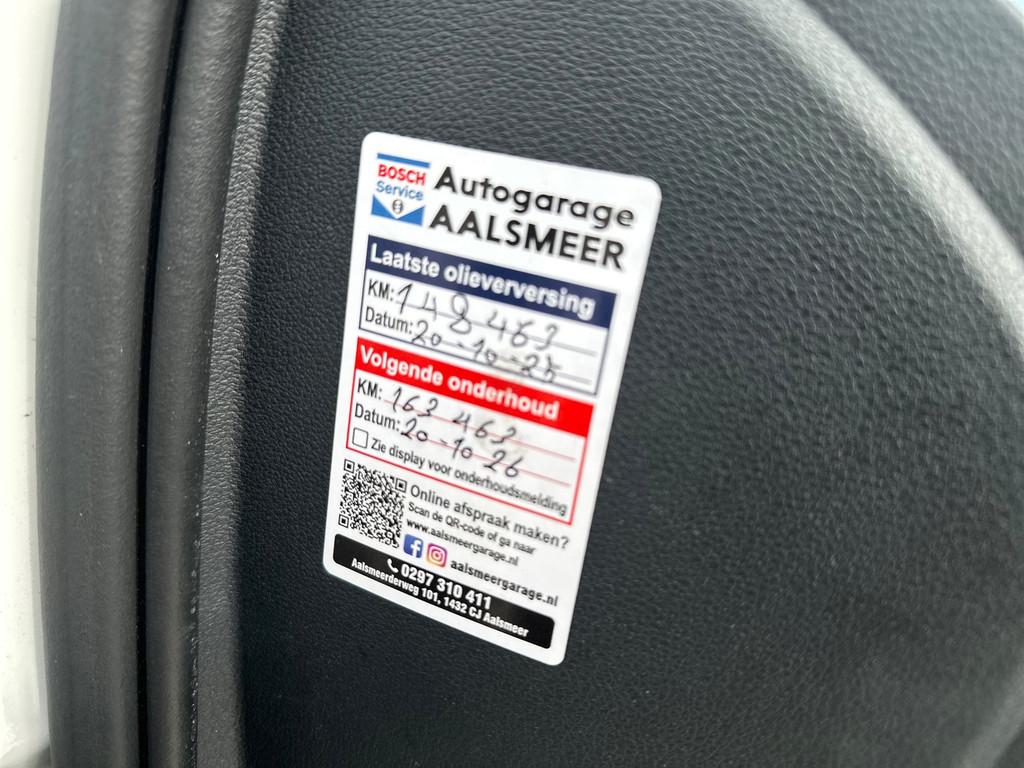 BOSCH
Service
Autogarage
AALSMEER
Laatste olieverversing
KM: 148 463
Datum: 20-10-25
Volgende onderhoud
KM: 163 463
Datum: 20-10 26
Zie display voor onderhoudsmelding
Online afspraak maken?
Scan de QR-code of ga naar
www.aalsmeergarage.nl
aalsmeergarage.nl
0297 310 411
Aalsmeerderweg 101, 1432 CJ Aalsmeer